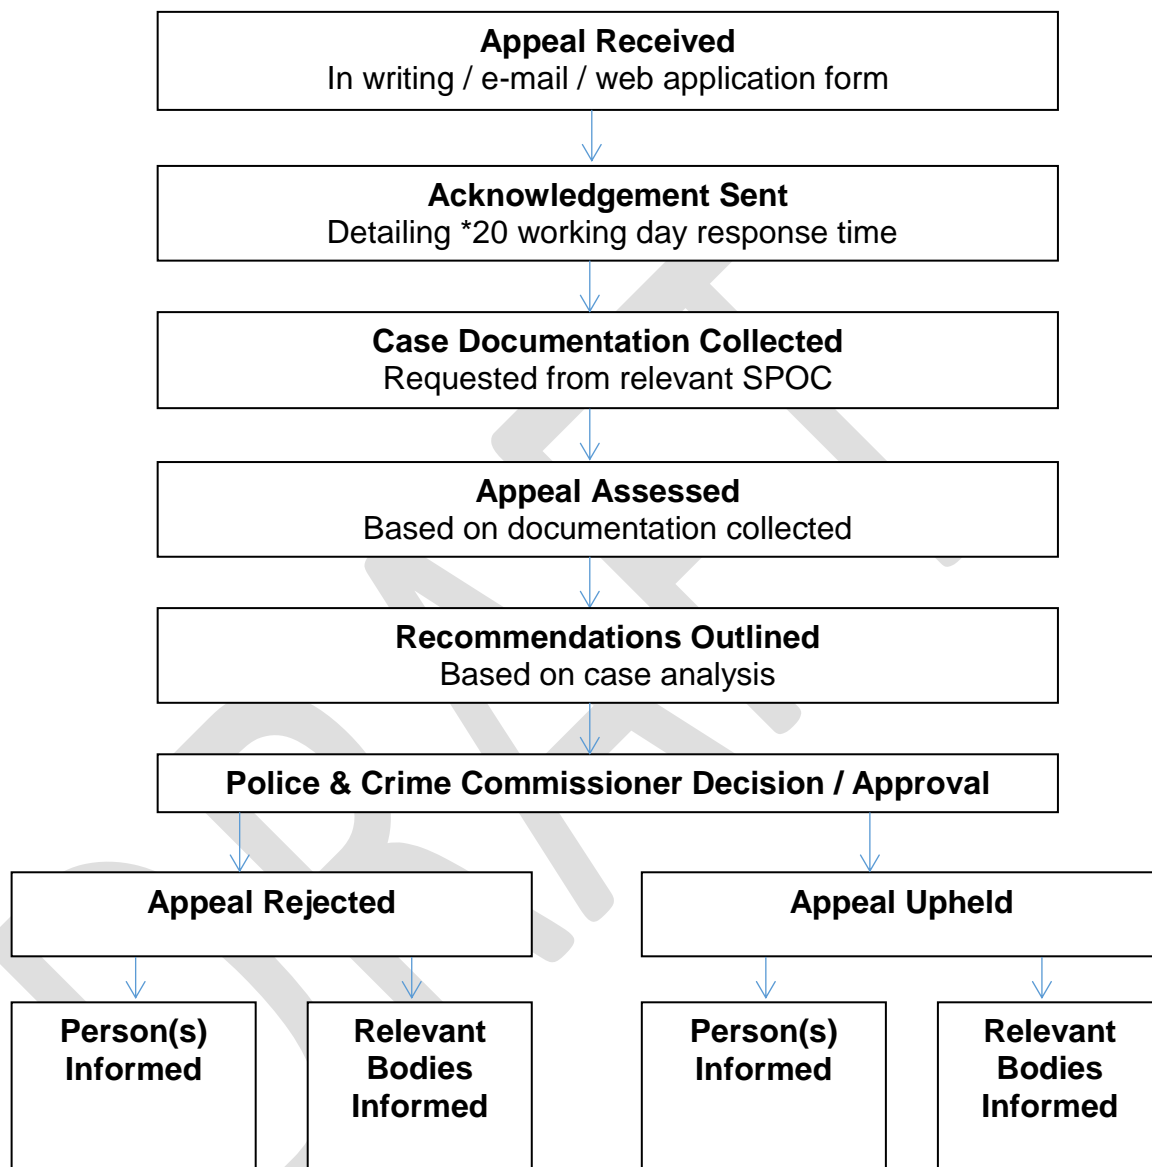 Appeal Received
In writing / e-mail / web application form
Acknowledgement Sent
Detailing *20 working day response time
Case Documentation Collected
Requested from relevant SPOC
Appeal Assessed
Based on documentation collected
Recommendations Outlined
Based on case analysis
Police & Crime Commissioner Decision / Approval
Appeal Rejected
Appeal Upheld
Person(s)
Informed
Relevant
Bodies
Informed
Person(s)
Informed
Relevant
Bodies
Informed
DRAFT